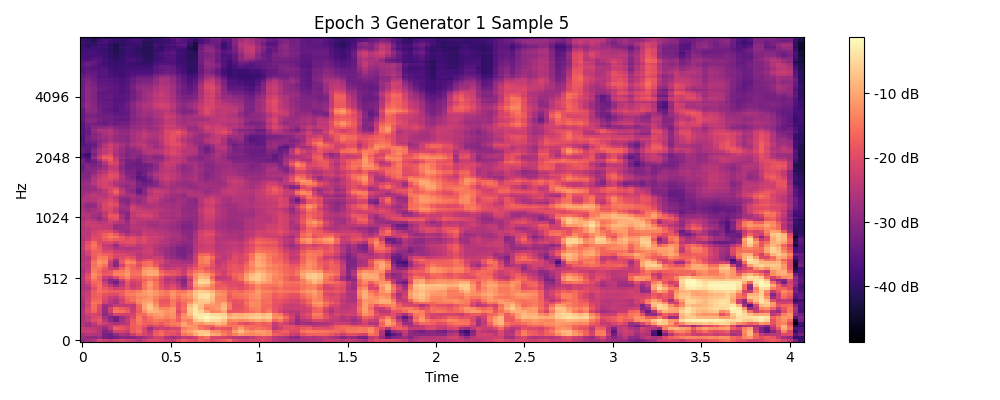 Epoch 3 Generator 1 Sample 5
Hz
4096
2048
1024
512
0
0 0.5 1 1.5 2 2.5 3 3.5 4
Time
-10 dB
-20 dB
-30 dB
-40 dB